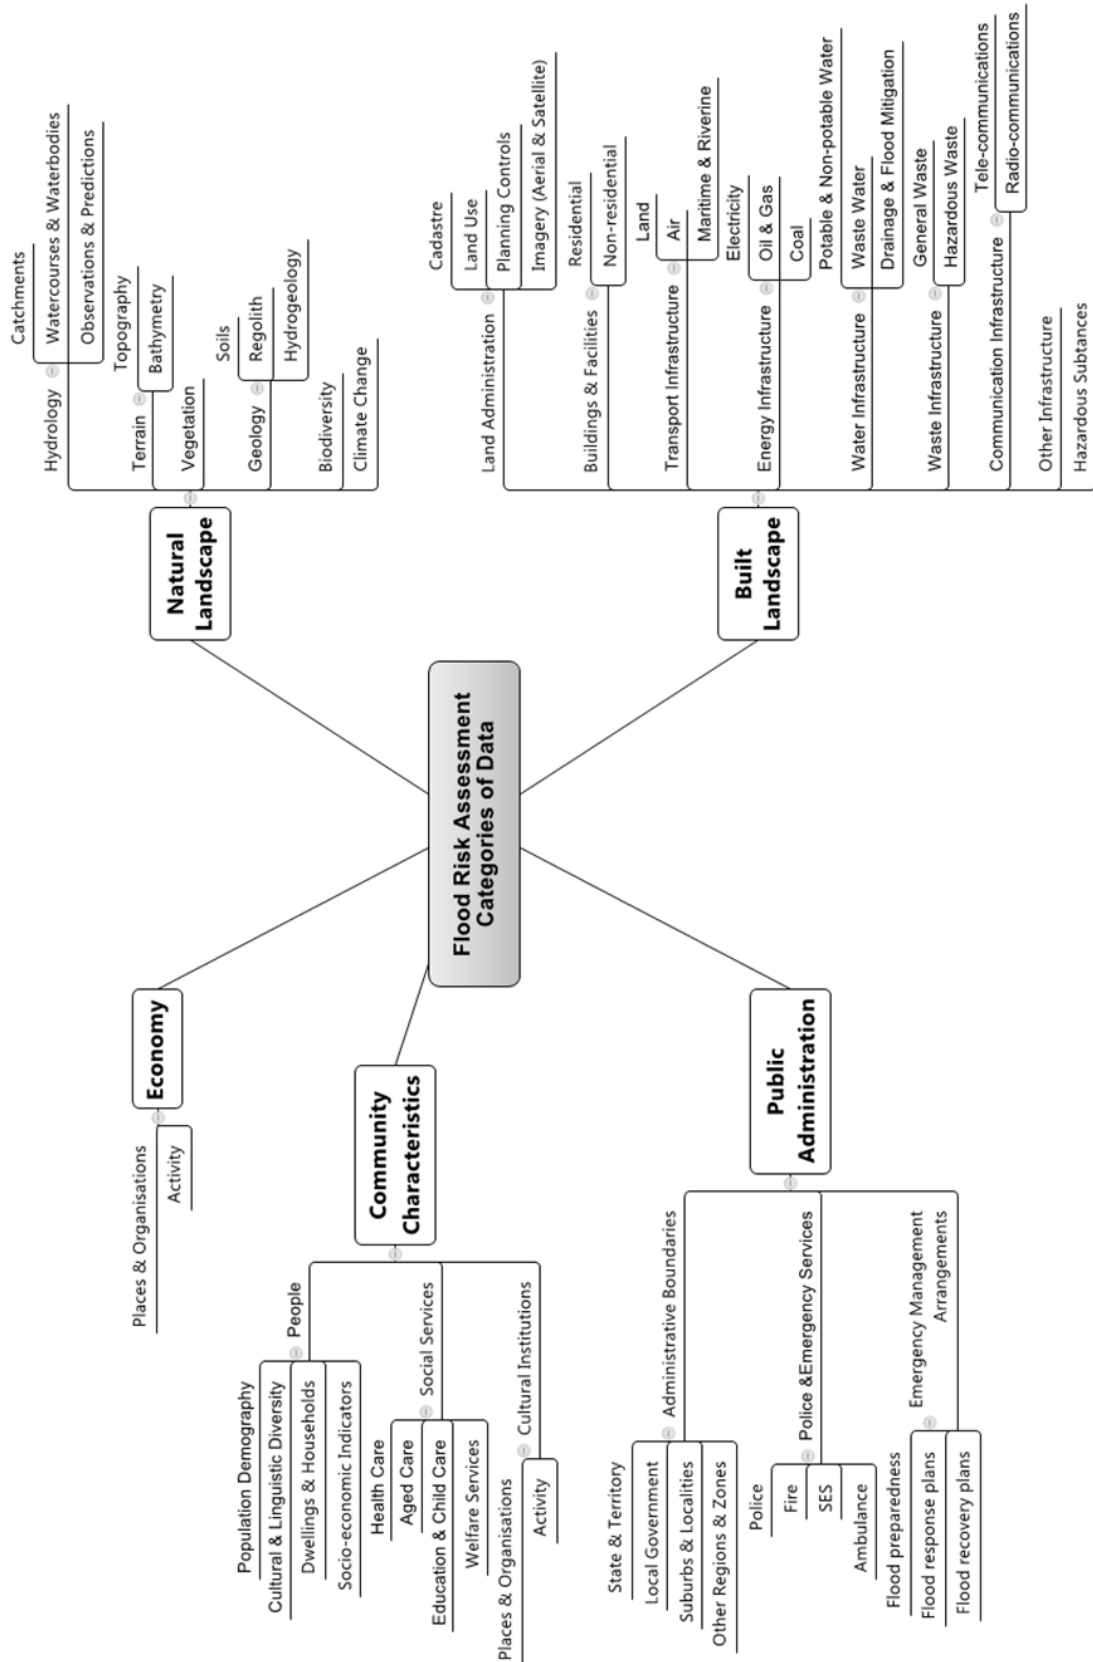 Flood Risk Assessment
Categories of Data
Economy
Places & Organisations
Activity
Community
Characteristics
People
Population Demography
Cultural & Linguistic Diversity
Dwellings & Households
Socio-economic Indicators
Social Services
Health Care
Aged Care
Education & Child Care
Welfare Services
Cultural Institutions
Places & Organisations
Activity
Public
Administration
Administrative Boundaries
State & Territory
Local Government
Suburbs & Localities
Other Regions & Zones
Police &Emergency Services
Police
Fire
SES
Ambulance
Emergency Management
Arrangements
Flood preparedness
Flood response plans
Flood recovery plans
Natural
Landscape
Hydrology
Catchments
Watercourses & Waterbodies
Observations & Predictions
Terrain
Topography
Bathymetry
Vegetation
Geology
Soils
Regolith
Hydrogeology
Biodiversity
Climate Change
Built
Landscape
Land Administration
Cadastre
Land Use
Planning Controls
Imagery (Aerial & Satellite)
Buildings & Facilities
Residential
Non-residential
Transport Infrastructure
Land
Air
Maritime & Riverine
Energy Infrastructure
Electricity
Oil & Gas
Coal
Water Infrastructure
Potable & Non-potable Water
Waste Water
Drainage & Flood Mitigation
Waste Infrastructure
General Waste
Hazardous Waste
Communication Infrastructure
Tele-communications
Radio-communications
Other Infrastructure
Hazardous Subtances